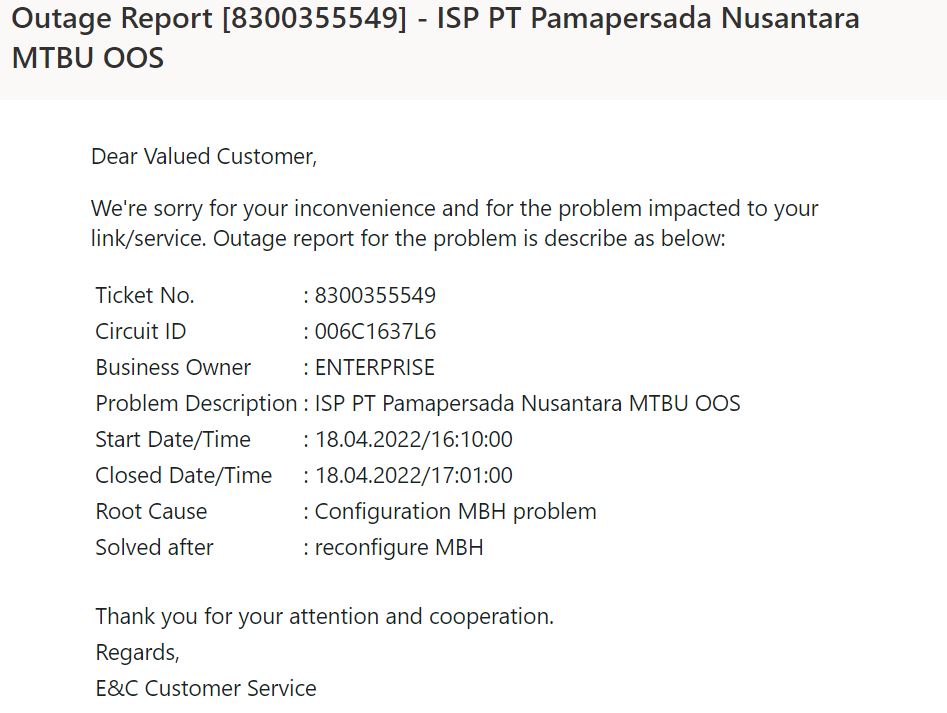 Outage Report [8300355549] - ISP PT Pamapersada Nusantara
MTBU OOS
Dear Valued Customer,
We're sorry for your inconvenience and for the problem impacted to your
link/service. Outage report for the problem is describe as below:
Ticket No. : 8300355549
Circuit ID : 006C1637L6
Business Owner : ENTERPRISE
Problem Description : ISP PT Pamapersada Nusantara MTBU OOS
Start Date/Time : 18.04.2022/16:10:00
Closed Date/Time : 18.04.2022/17:01:00
Root Cause : Configuration MBH problem
Solved after : reconfigure MBH
Thank you for your attention and cooperation.
Regards,
E&C Customer Service